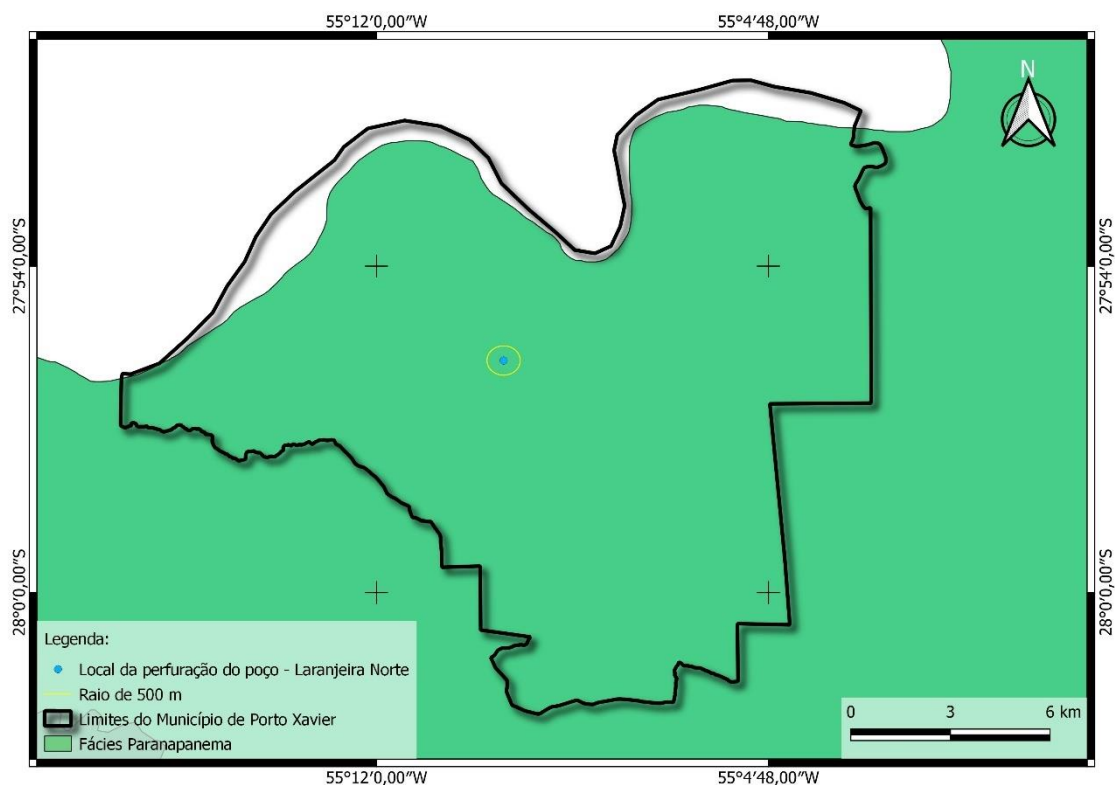 55°12'0,00"W 55°4'48,00"W
N
27°54'0,00"S 27°54'0,00"S
28°0'0,00"S 28°0'0,00"S
Legenda:
Local da perfuração do poço - Laranjeira Norte
Raio de 500 m
Limites do Município de Porto Xavier
Fácies Paranapanema
0 3 6 km
55°12'0,00"W 55°4'48,00"W